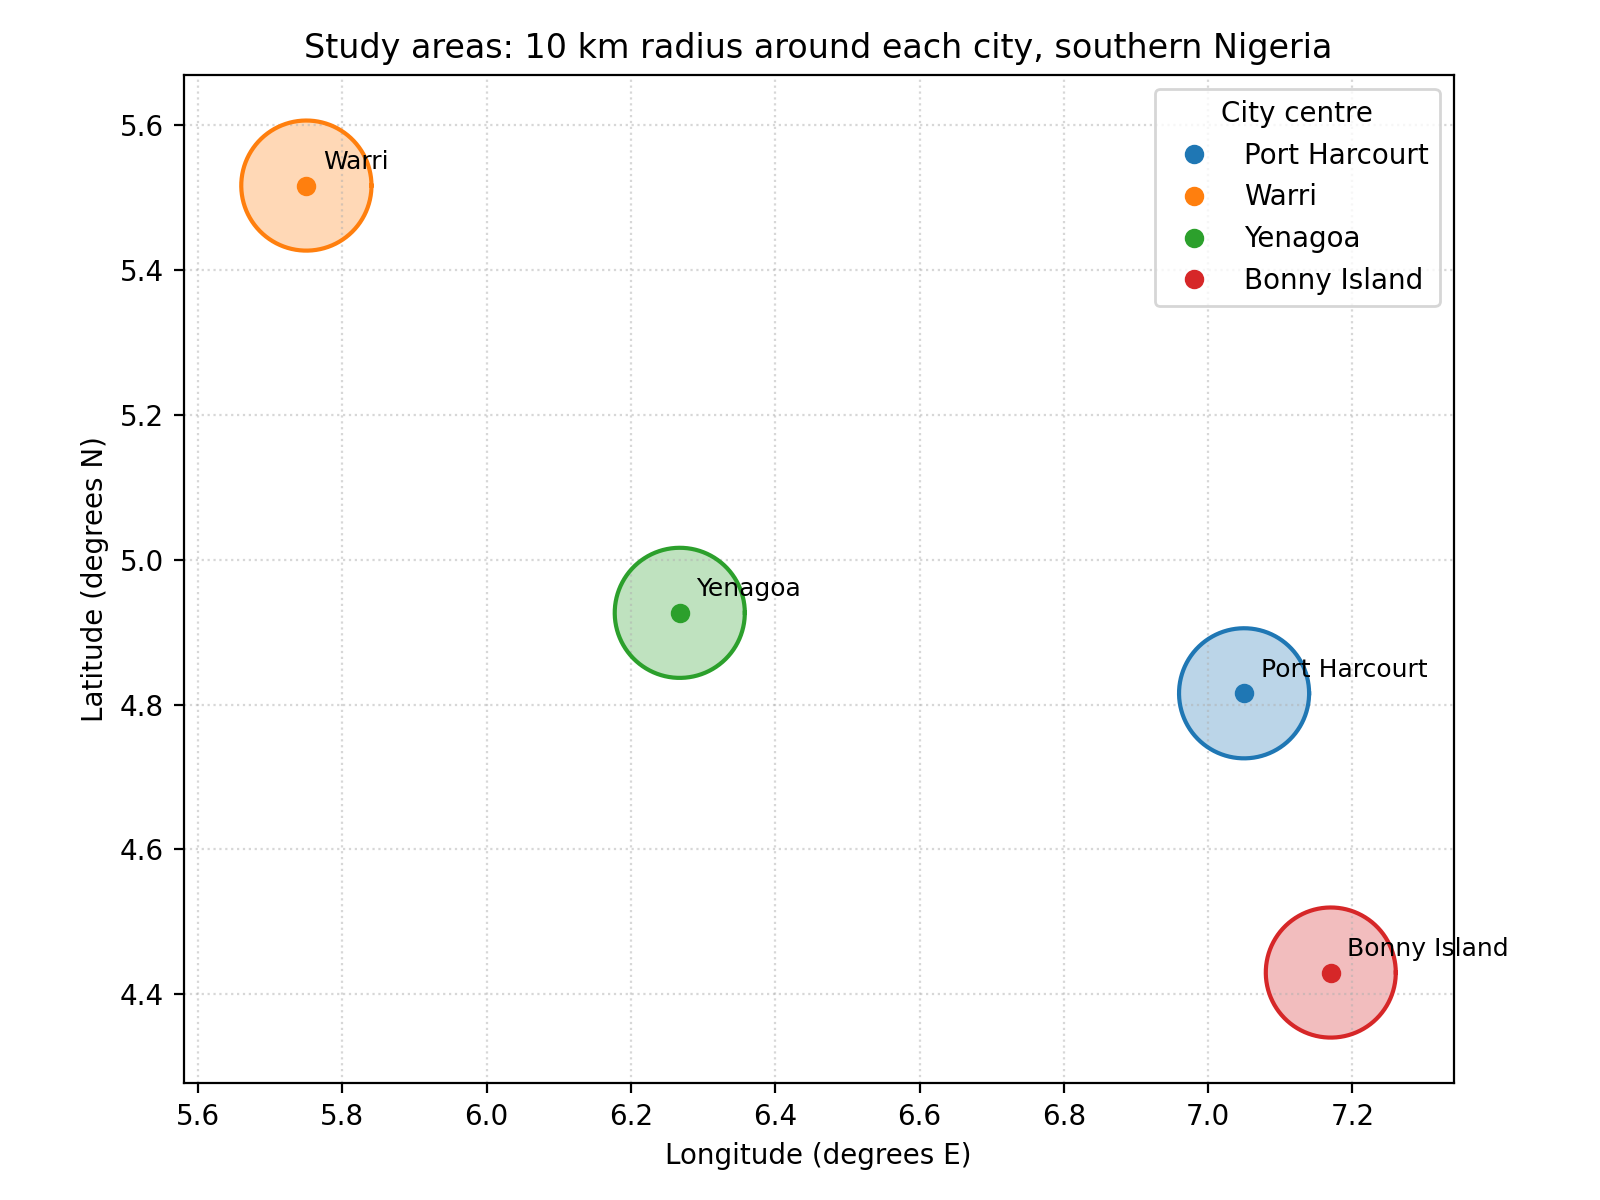 Study areas: 10 km radius around each city, southern Nigeria
City centre
Port Harcourt
Warri
Yenagoa
Bonny Island
Warri
Yenagoa
Port Harcourt
Bonny Island
Latitude (degrees N)
5.6
5.4
5.2
5.0
4.8
4.6
4.4
5.6 5.8 6.0 6.2 6.4 6.6 6.8 7.0 7.2
Longitude (degrees E)